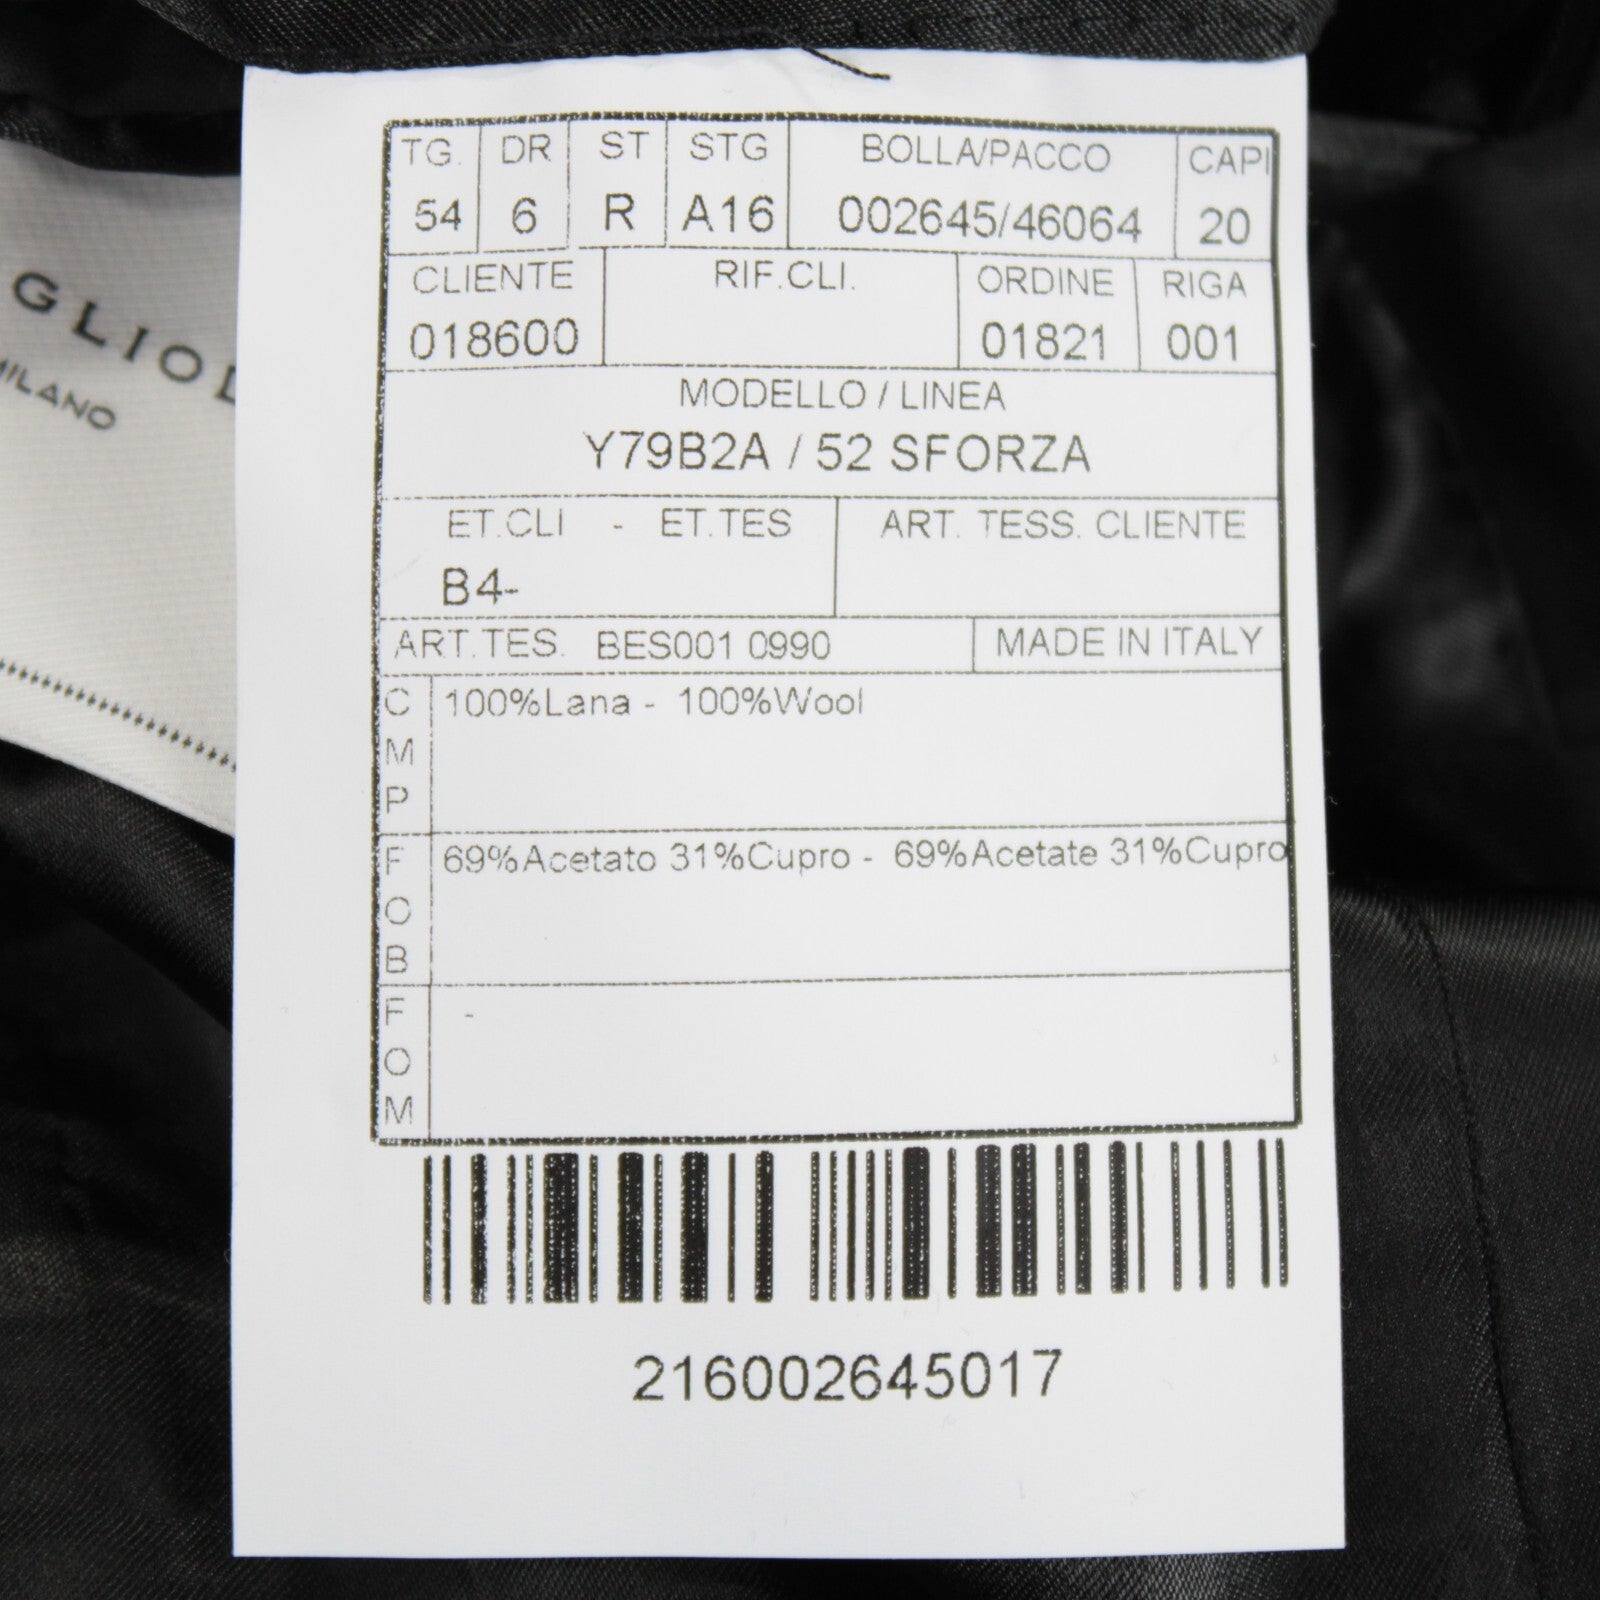 TG. DR ST STG BOLLA/PACCO CAPI
54 6 R A16 002645/46064 20
CLIENTE RIF.CLI. ORDINE RIGA
018600 01821 001
MODELLO / LINEA
Y79B2A / 52 SFORZA
ET.CLI - ET.TES ART. TESS. CLIENTE
B4-
ART.TES. BES001 0990 MADE IN ITALY
CMP 100%Lana - 100%Wool
FOB 69%Acetato 31%Cupro - 69%Acetate 31%Cupro
FOM -
216002645017
GLIOL
MILANO